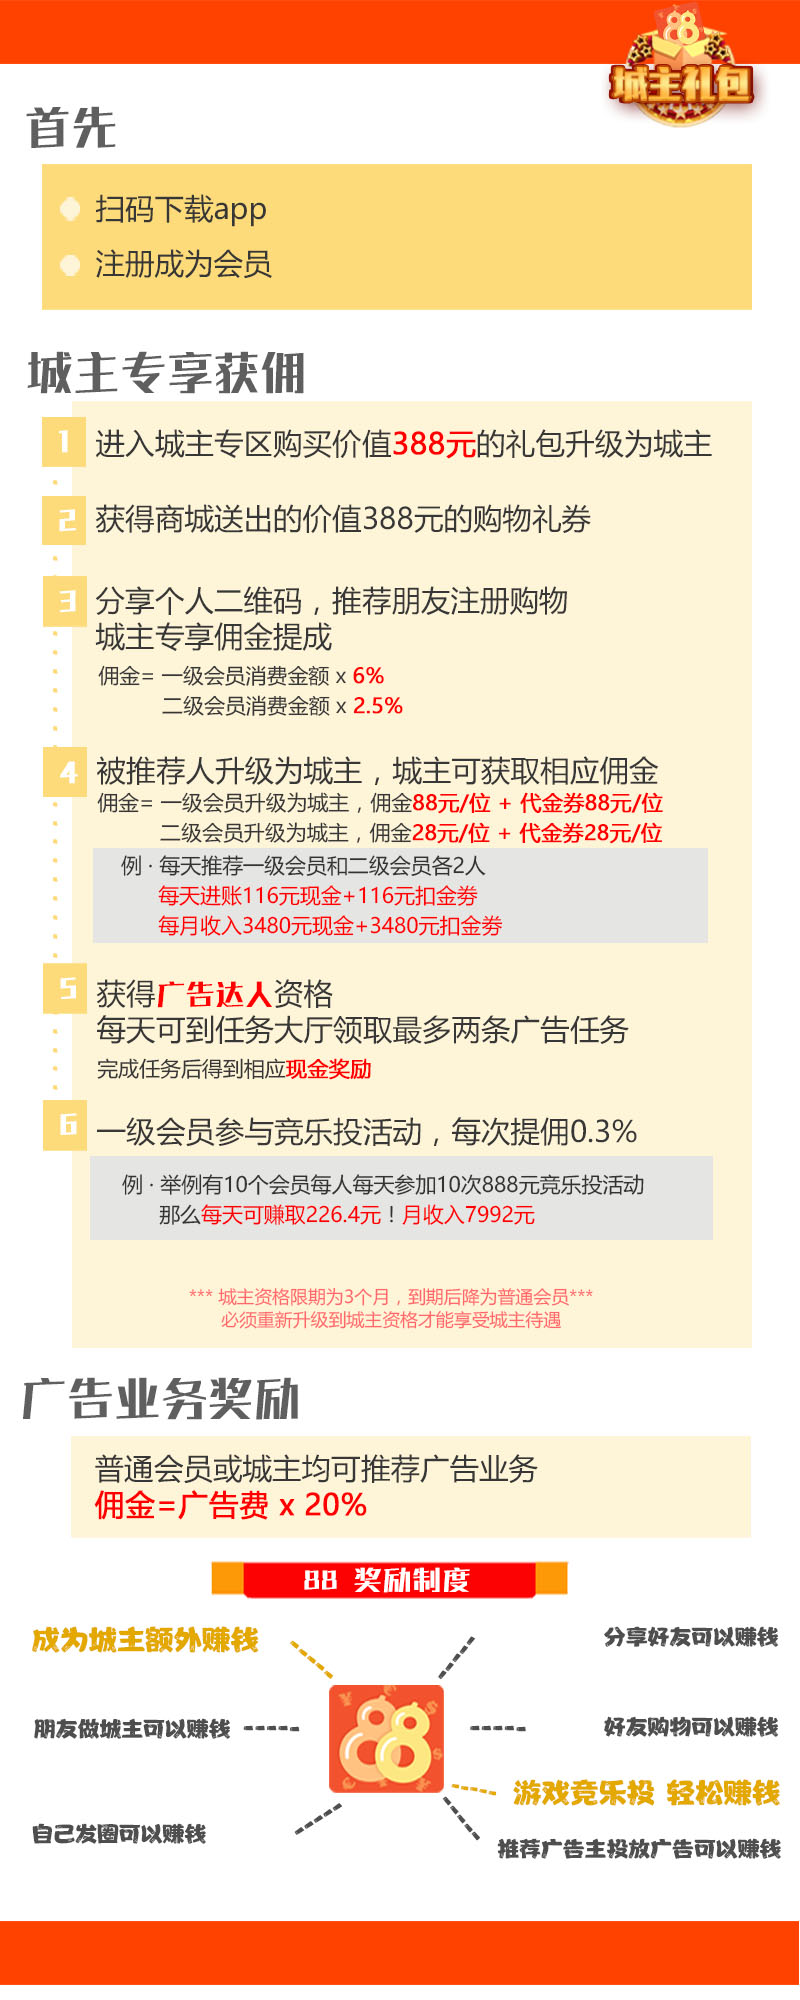 88
城主礼包
首先
扫码下载app
注册成为会员
城主专享获佣
1 进入城主专区购买价值388元的礼包升级为城主
2 获得商城送出的价值388元的购物礼券
3 分享个人二维码，推荐朋友注册购物
城主专享佣金提成
佣金= 一级会员消费金额 x 6%
二级会员消费金额 x 2.5%
4 被推荐人升级为城主，城主可获取相应佣金
佣金= 一级会员升级为城主，佣金88元/位 + 代金券88元/位
二级会员升级为城主，佣金28元/位 + 代金券28元/位
例 · 每天推荐一级会员和二级会员各2人
每天进账116元现金+116元扣金劵
每月收入3480元现金+3480元扣金劵
5 获得广告达人资格
每天可到任务大厅领取最多两条广告任务
完成任务后得到相应现金奖励
6 一级会员参与竞乐投活动，每次提佣0.3%
例 · 举例有10个会员每人每天参加10次888元竞乐投活动
那么每天可赚取226.4元！月收入7992元
*** 城主资格限期为3个月，到期后降为普通会员***
必须重新升级到城主资格才能享受城主待遇
广告业务奖励
普通会员或城主均可推荐广告业务
佣金=广告费 x 20%
88 奖励制度
成为城主额外赚钱
分享好友可以赚钱
朋友做城主可以赚钱
88
好友购物可以赚钱
游戏竞乐投 轻松赚钱
自己发圈可以赚钱
推荐广告主投放广告可以赚钱